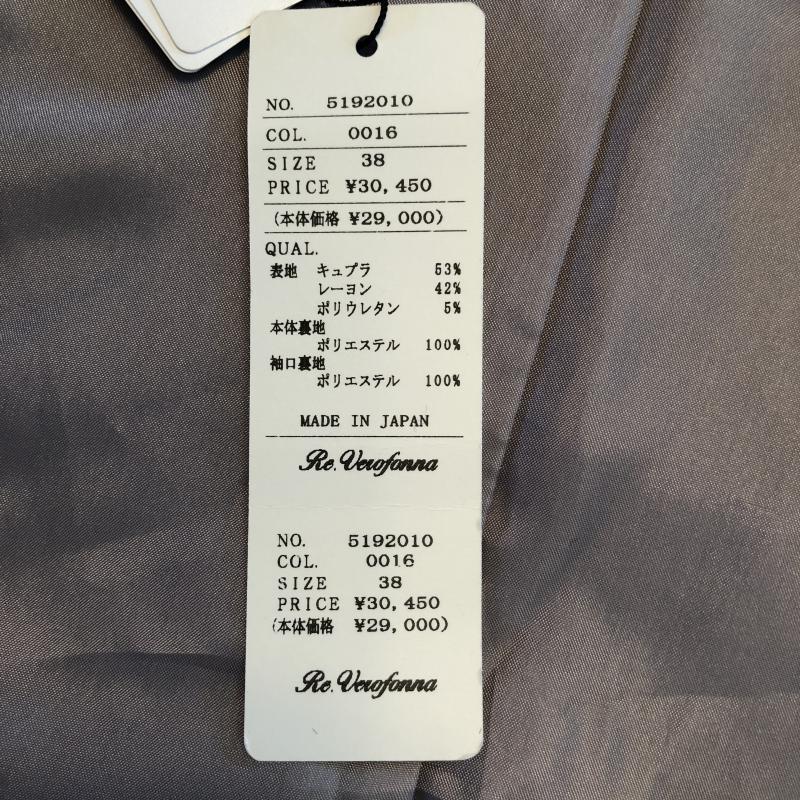 NO. 5192010
COL. 0016
SIZE 38
PRICE ¥30,450
(本体価格 ¥29,000)
QUAL.
表地 キュプラ 53%
レーヨン 42%
ポリウレタン 5%
本体裏地
ポリエステル 100%
袖口裏地
ポリエステル 100%
MADE IN JAPAN
Re.Verofonna
NO. 5192010
COL. 0016
SIZE 38
PRICE ¥30,450
(本体価格 ¥29,000)
Re.Verofonna